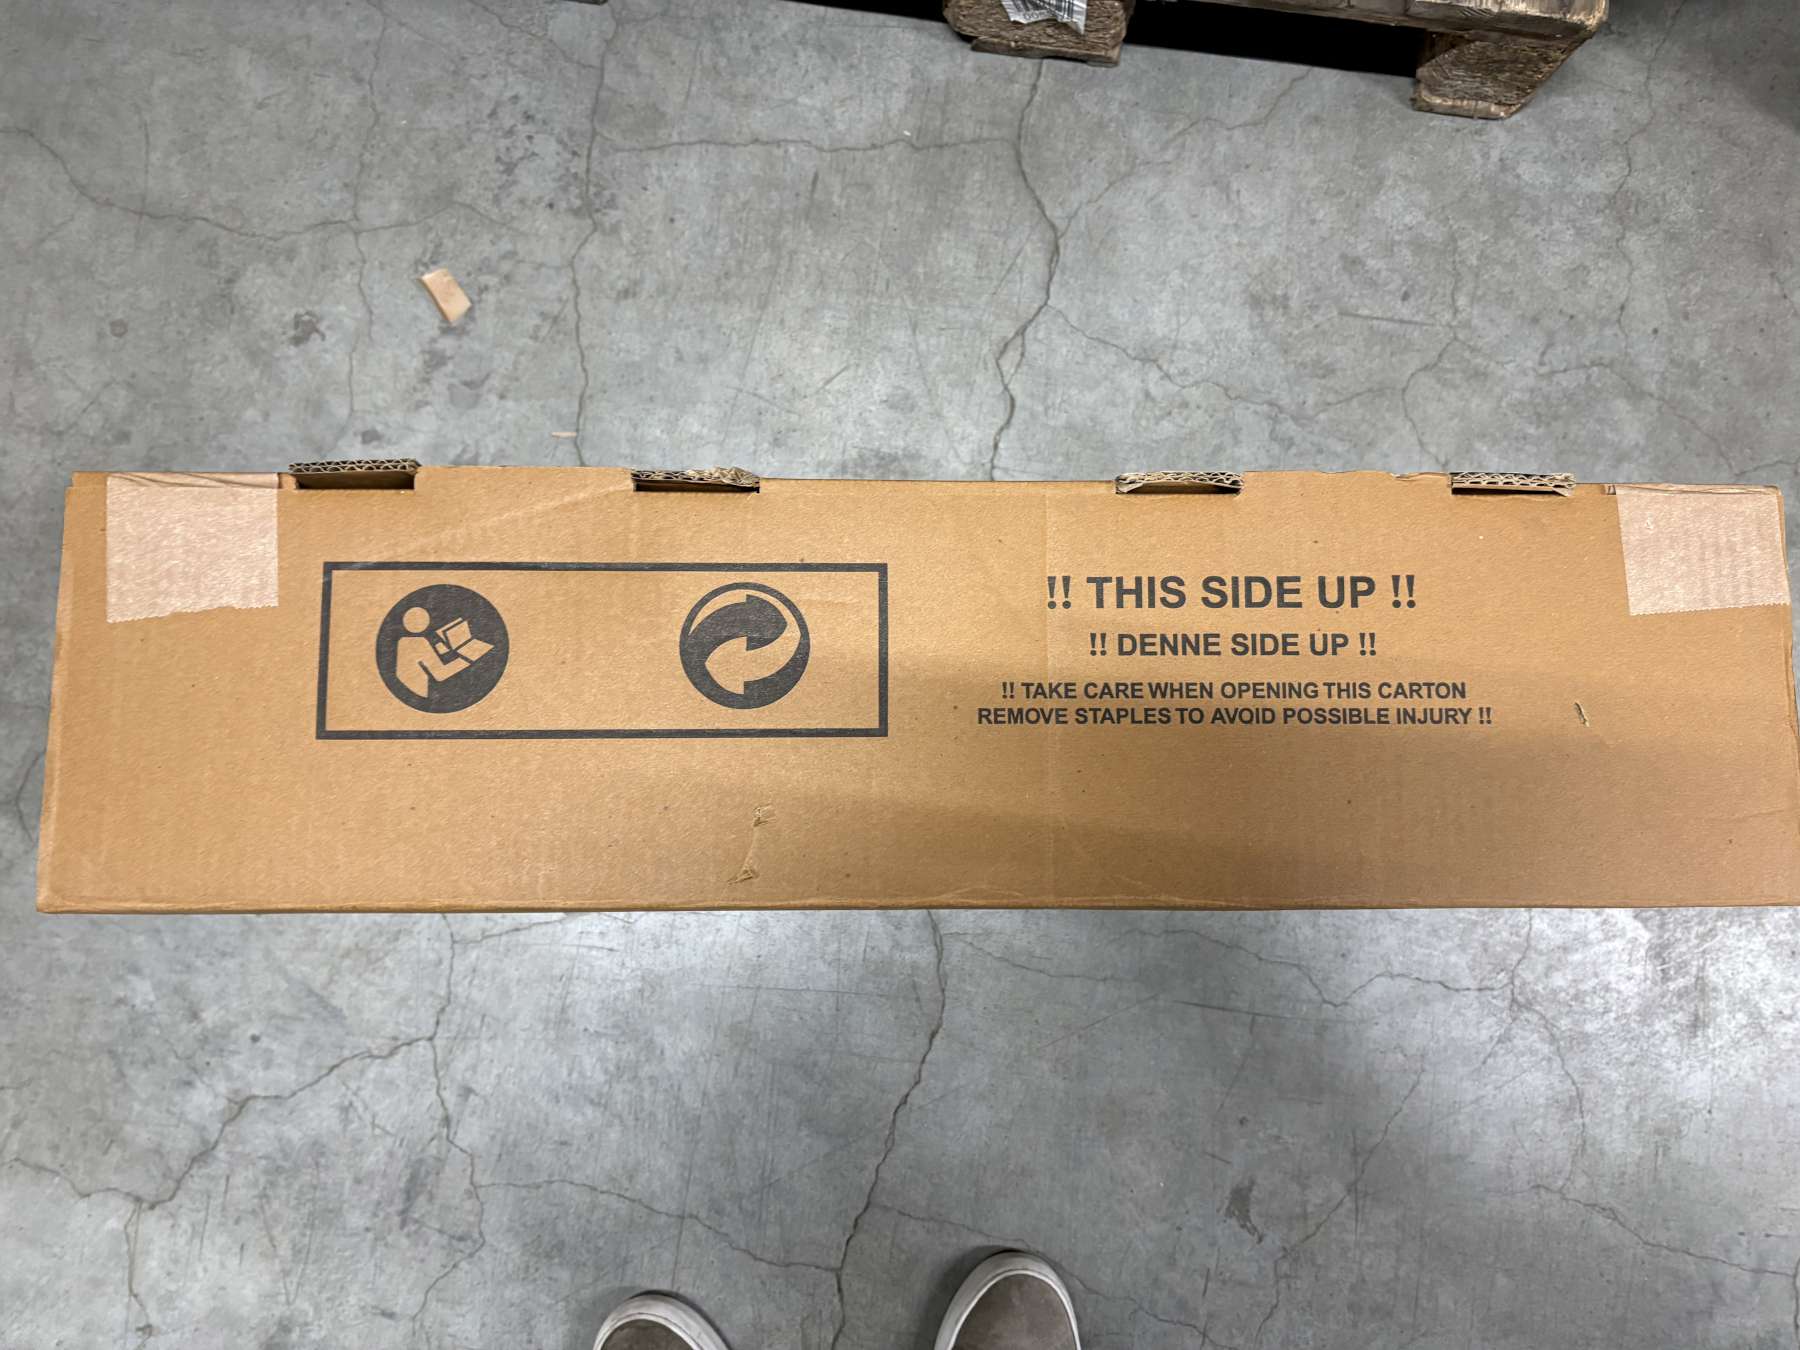 !! THIS SIDE UP !!
!! DENNE SIDE UP !!
!! TAKE CARE WHEN OPENING THIS CARTON
REMOVE STAPLES TO AVOID POSSIBLE INJURY !!